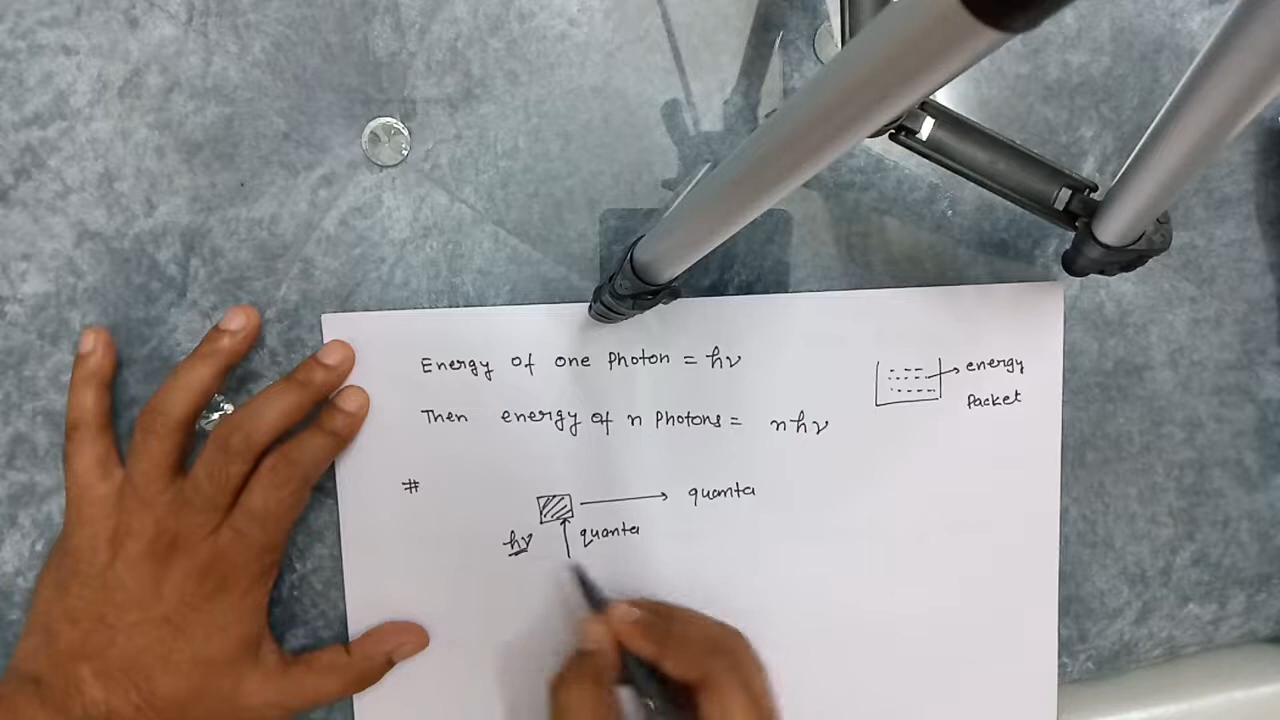 Energy of one Photon = hν
energy
Packet
Then energy of n Photons = nhν
#
quanta
quanta
hν